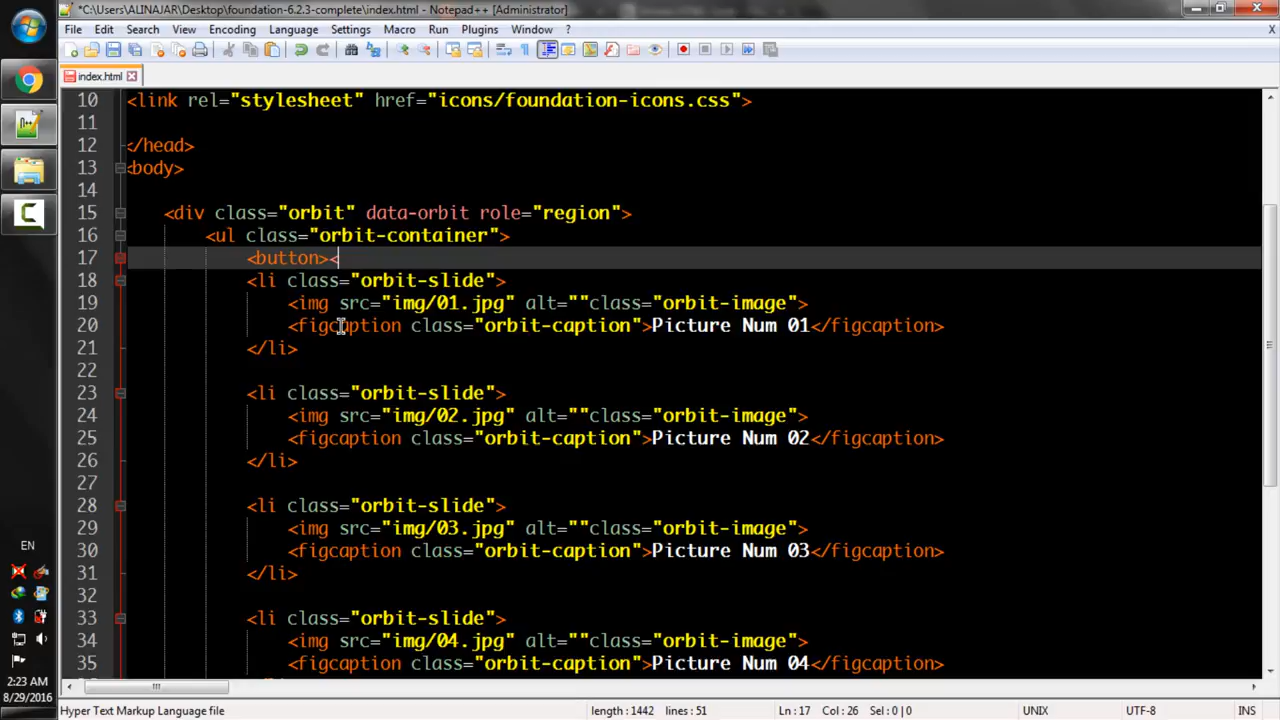 *C:\Users\ALINAJAR\Desktop\foundation-6.2.3-complete\index.html - Notepad++ [Administrator]
File Edit Search View Encoding Language Settings Macro Run Plugins Window ? X
index.html
10 <link rel="stylesheet" href="icons/foundation-icons.css">
11
12 </head>
13 <body>
14
15 <div class="orbit" data-orbit role="region">
16 <ul class="orbit-container">
17 <button><
18 <li class="orbit-slide">
19 <img src="img/01.jpg" alt=""class="orbit-image">
20 <figcaption class="orbit-caption">Picture Num 01</figcaption>
21 </li>
22
23 <li class="orbit-slide">
24 <img src="img/02.jpg" alt=""class="orbit-image">
25 <figcaption class="orbit-caption">Picture Num 02</figcaption>
26 </li>
27
28 <li class="orbit-slide">
29 <img src="img/03.jpg" alt=""class="orbit-image">
30 <figcaption class="orbit-caption">Picture Num 03</figcaption>
31 </li>
32
33 <li class="orbit-slide">
34 <img src="img/04.jpg" alt=""class="orbit-image">
35 <figcaption class="orbit-caption">Picture Num 04</figcaption>
EN
2:23 AM
8/29/2016
Hyper Text Markup Language file length : 1442 lines : 51 Ln : 17 Col : 26 Sel : 0 | 0 UNIX UTF-8 INS